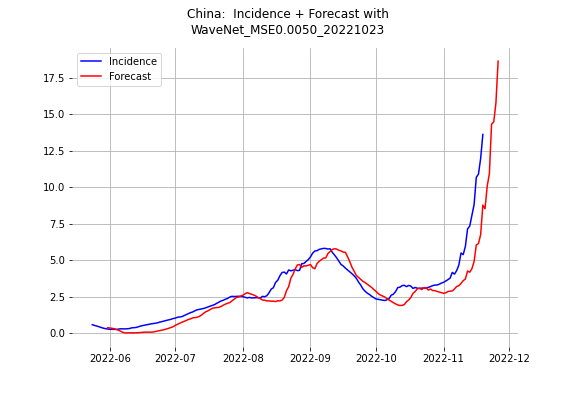 China:  Incidence + Forecast with
WaveNet_MSE0.0050_20221023
Incidence
Forecast
17.5
15.0
12.5
10.0
7.5
5.0
2.5
0.0
2022-06 2022-07 2022-08 2022-09 2022-10 2022-11 2022-12